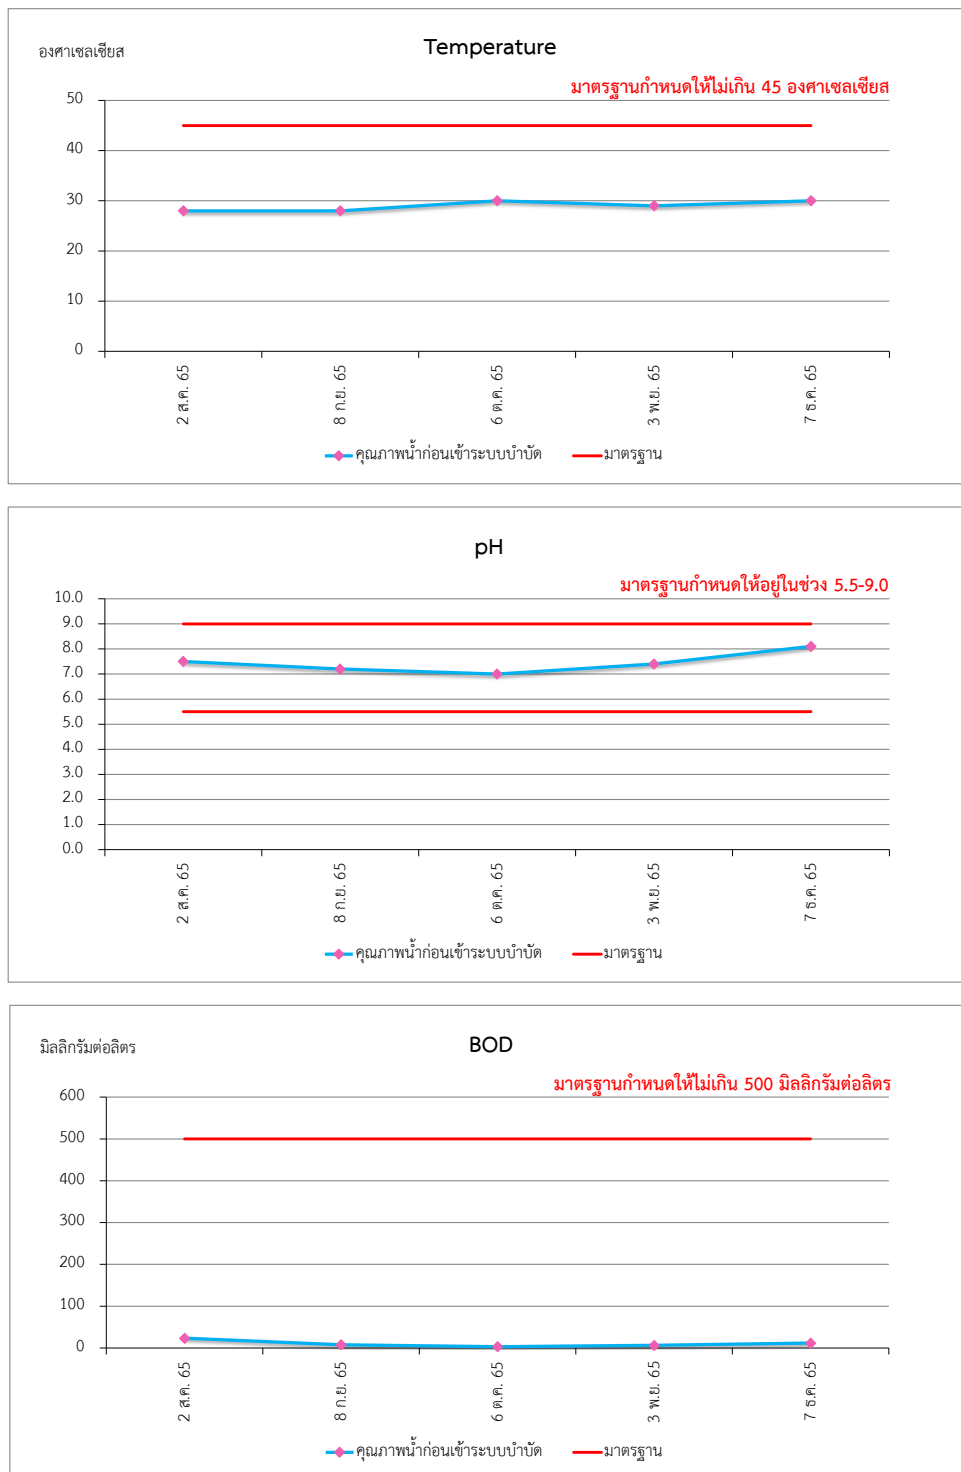 Temperature
องศาเซลเซียส
มาตรฐานกำหนดให้ไม่เกิน 45 องศาเซลเซียส
50
40
30
20
10
0
2 ส.ค. 65
8 ก.ย. 65
6 ต.ค. 65
3 พ.ย. 65
7 ธ.ค. 65
คุณภาพน้ำก่อนเข้าระบบบำบัด มาตรฐาน
pH
มาตรฐานกำหนดให้อยู่ในช่วง 5.5-9.0
10.0
9.0
8.0
7.0
6.0
5.0
4.0
3.0
2.0
1.0
0.0
2 ส.ค. 65
8 ก.ย. 65
6 ต.ค. 65
3 พ.ย. 65
7 ธ.ค. 65
คุณภาพน้ำก่อนเข้าระบบบำบัด มาตรฐาน
BOD
มิลลิกรัมต่อลิตร
มาตรฐานกำหนดให้ไม่เกิน 500 มิลลิกรัมต่อลิตร
600
500
400
300
200
100
0
2 ส.ค. 65
8 ก.ย. 65
6 ต.ค. 65
3 พ.ย. 65
7 ธ.ค. 65
คุณภาพน้ำก่อนเข้าระบบบำบัด มาตรฐาน